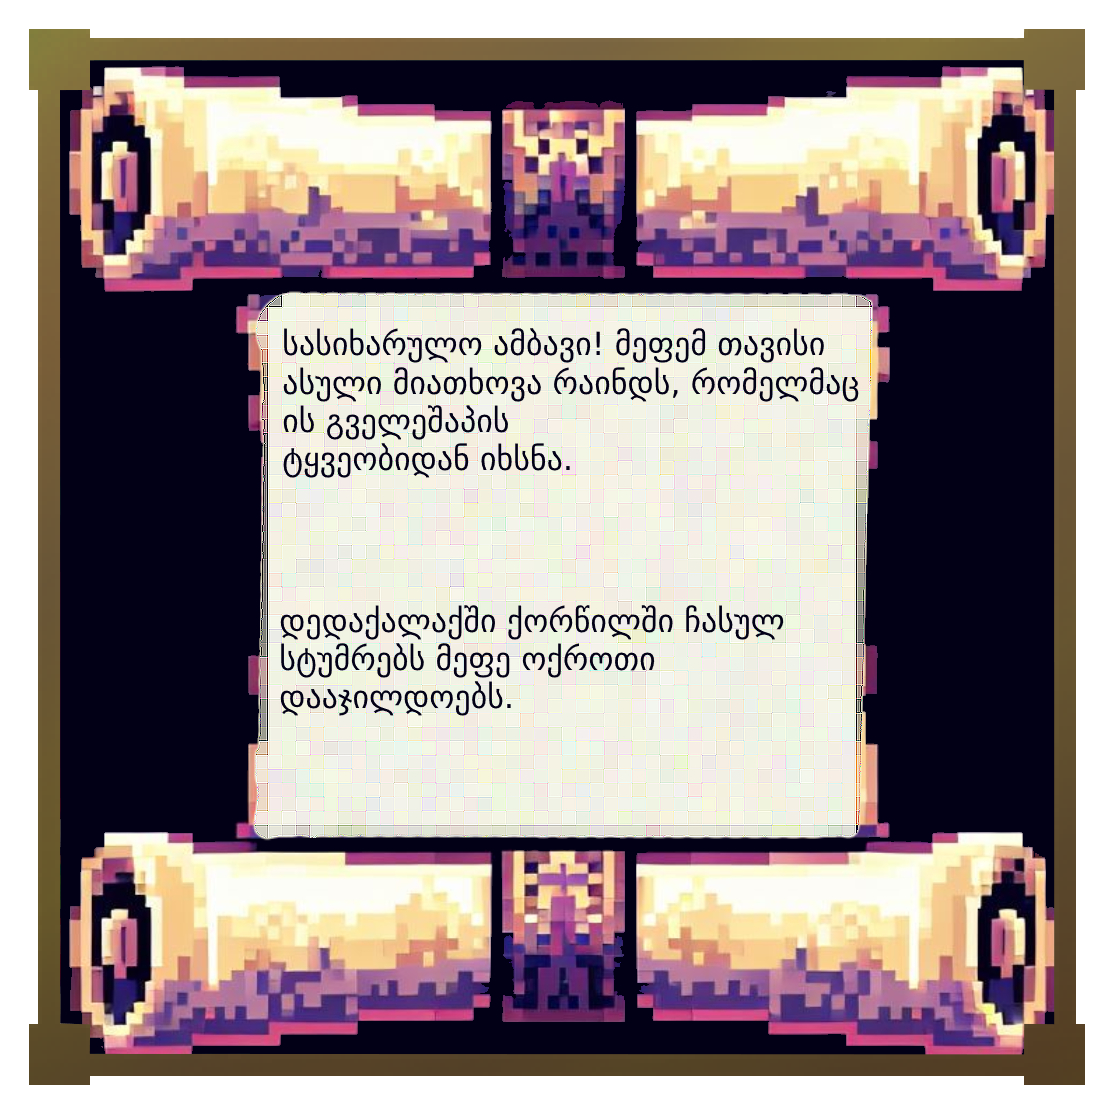 სასიხარულო ამბავი! მეფემ თავისი
ასული მიათხოვა რაინდს, რომელმაც
ის გველეშაპის
ტყვეობიდან იხსნა.
დედაქალაქში ქორწილში ჩასულ
სტუმრებს მეფე ოქროთი
დააჯილდოებს.